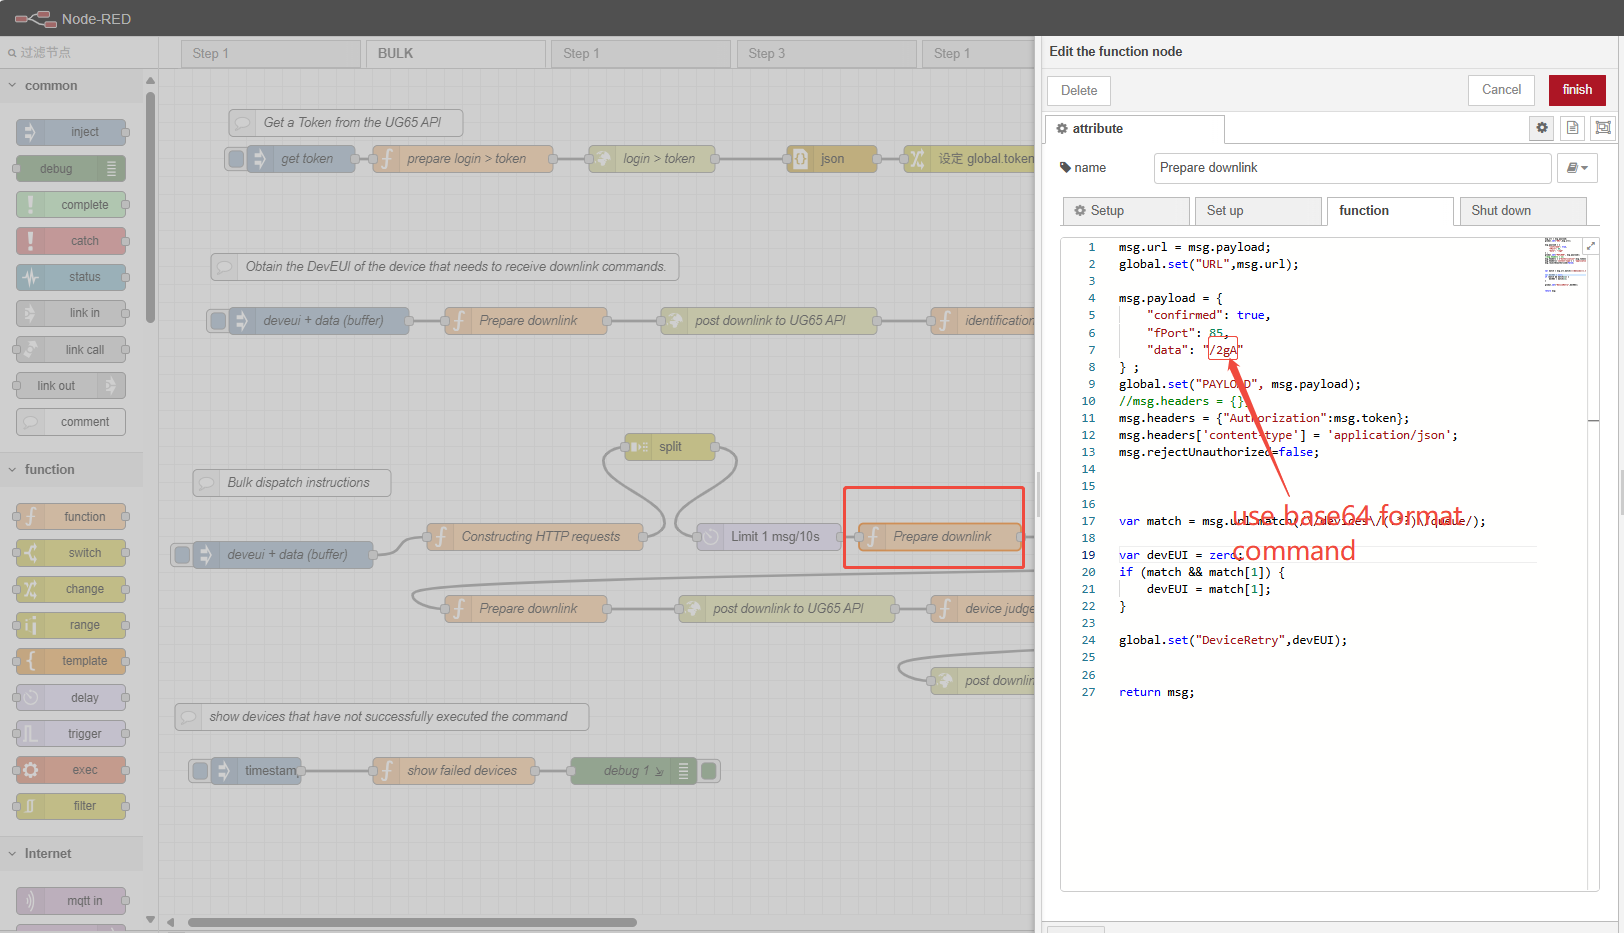 Node-RED
过滤节点
Step 1
BULK
Step 1
Step 3
Step 1
common
inject
debug
complete
catch
status
link in
link call
link out
comment
function
function
switch
change
range
template
delay
trigger
exec
filter
Internet
mqtt in
Get a Token from the UG65 API
get token
prepare login > token
login > token
json
设定 global.token
Obtain the DevEUI of the device that needs to receive downlink commands.
deveui + data (buffer)
Prepare downlink
post downlink to UG65 API
identification
split
Bulk dispatch instructions
Constructing HTTP requests
Limit 1 msg/10s
Prepare downlink
deveui + data (buffer)
Prepare downlink
post downlink to UG65 API
device judge
post downlin
show devices that have not successfully executed the command
timestamp
show failed devices
debug 1
Edit the function node
Delete
Cancel
finish
attribute
name
Prepare downlink
Setup
Set up
function
Shut down
1 msg.url = msg.payload;
2 global.set("URL",msg.url);
3
4 msg.payload = {
5 "confirmed": true,
6 "fPort": 85,
7 "data": "/2gA"
8 } ;
9 global.set("PAYLOAD", msg.payload);
10 //msg.headers = {};
11 msg.headers = {"Authorization":msg.token};
12 msg.headers['content-type'] = 'application/json';
13 msg.rejectUnauthorized=false;
14
15
16
17 var match = msg.url.match(/\/devices\/(.*?)\/queue/);
18
19 var devEUI = zero;
20 if (match && match[1]) {
21 devEUI = match[1];
22 }
23
24 global.set("DeviceRetry",devEUI);
25
26
27 return msg;
use base64 format
command